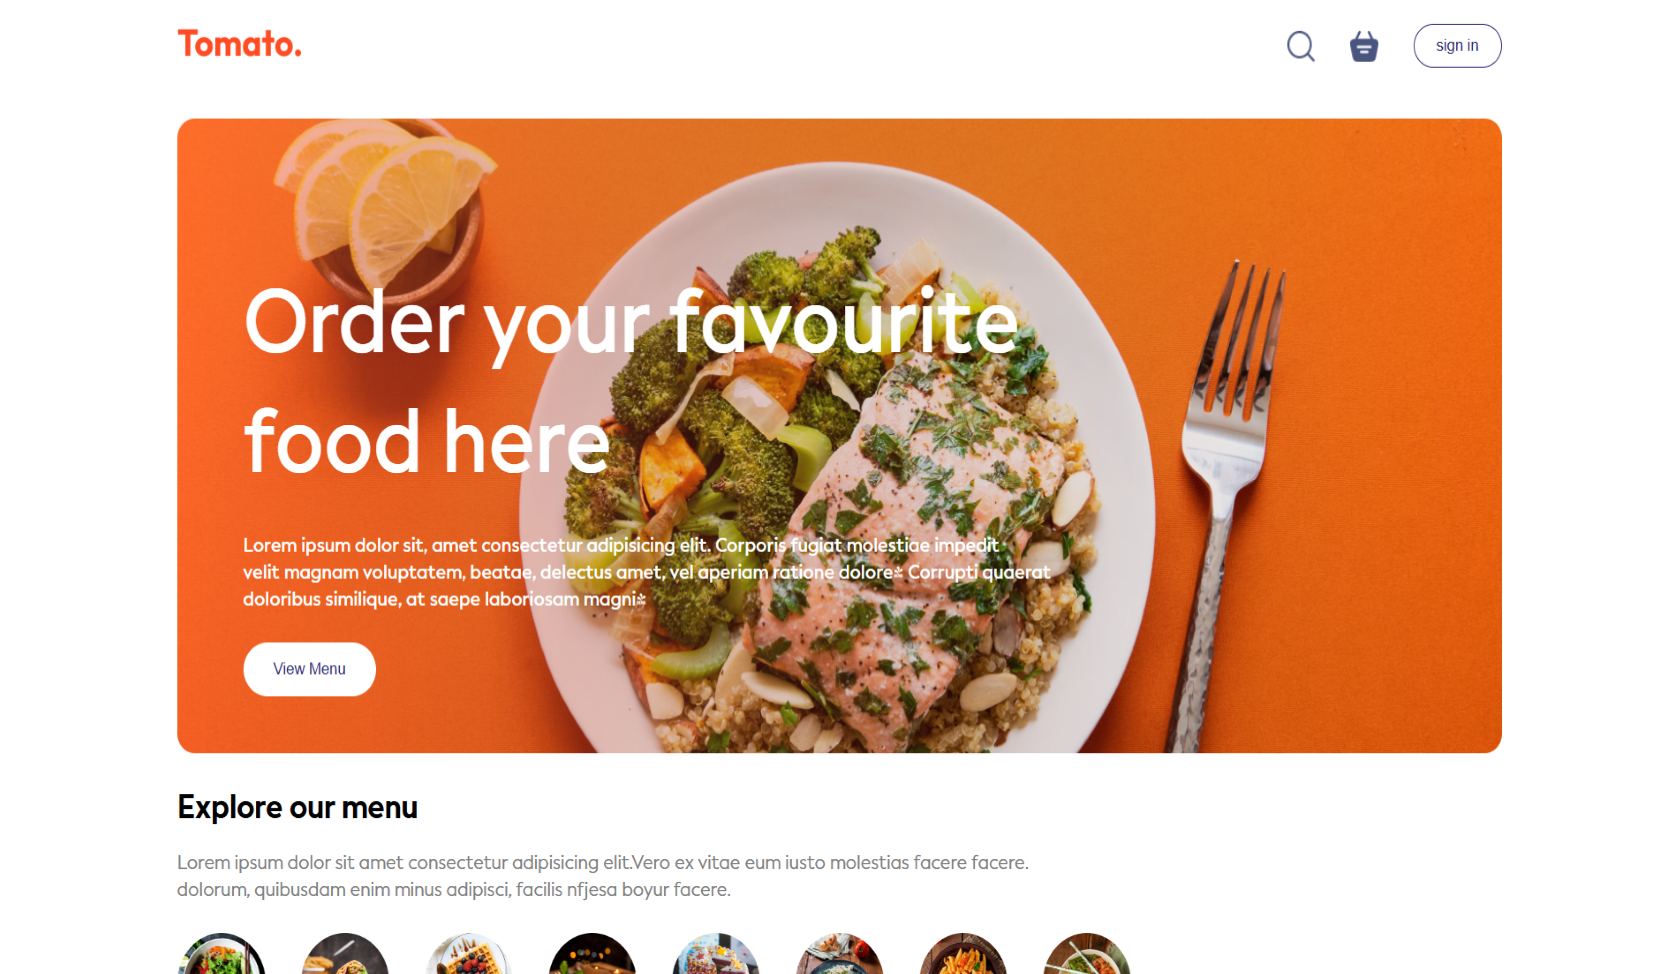 Tomato.
sign in
Order your favourite
food here
Lorem ipsum dolor sit, amet consectetur adipisicing elit. Corporis fugiat molestiae impedit
velit magnam voluptatem, beatae, delectus amet, vel aperiam ratione dolore* Corrupti quaerat
doloribus similique, at saepe laboriosam magni*
View Menu
Explore our menu
Lorem ipsum dolor sit amet consectetur adipisicing elit.Vero ex vitae eum iusto molestias facere facere.
dolorum, quibusdam enim minus adipisci, facilis nfjesa boyur facere.